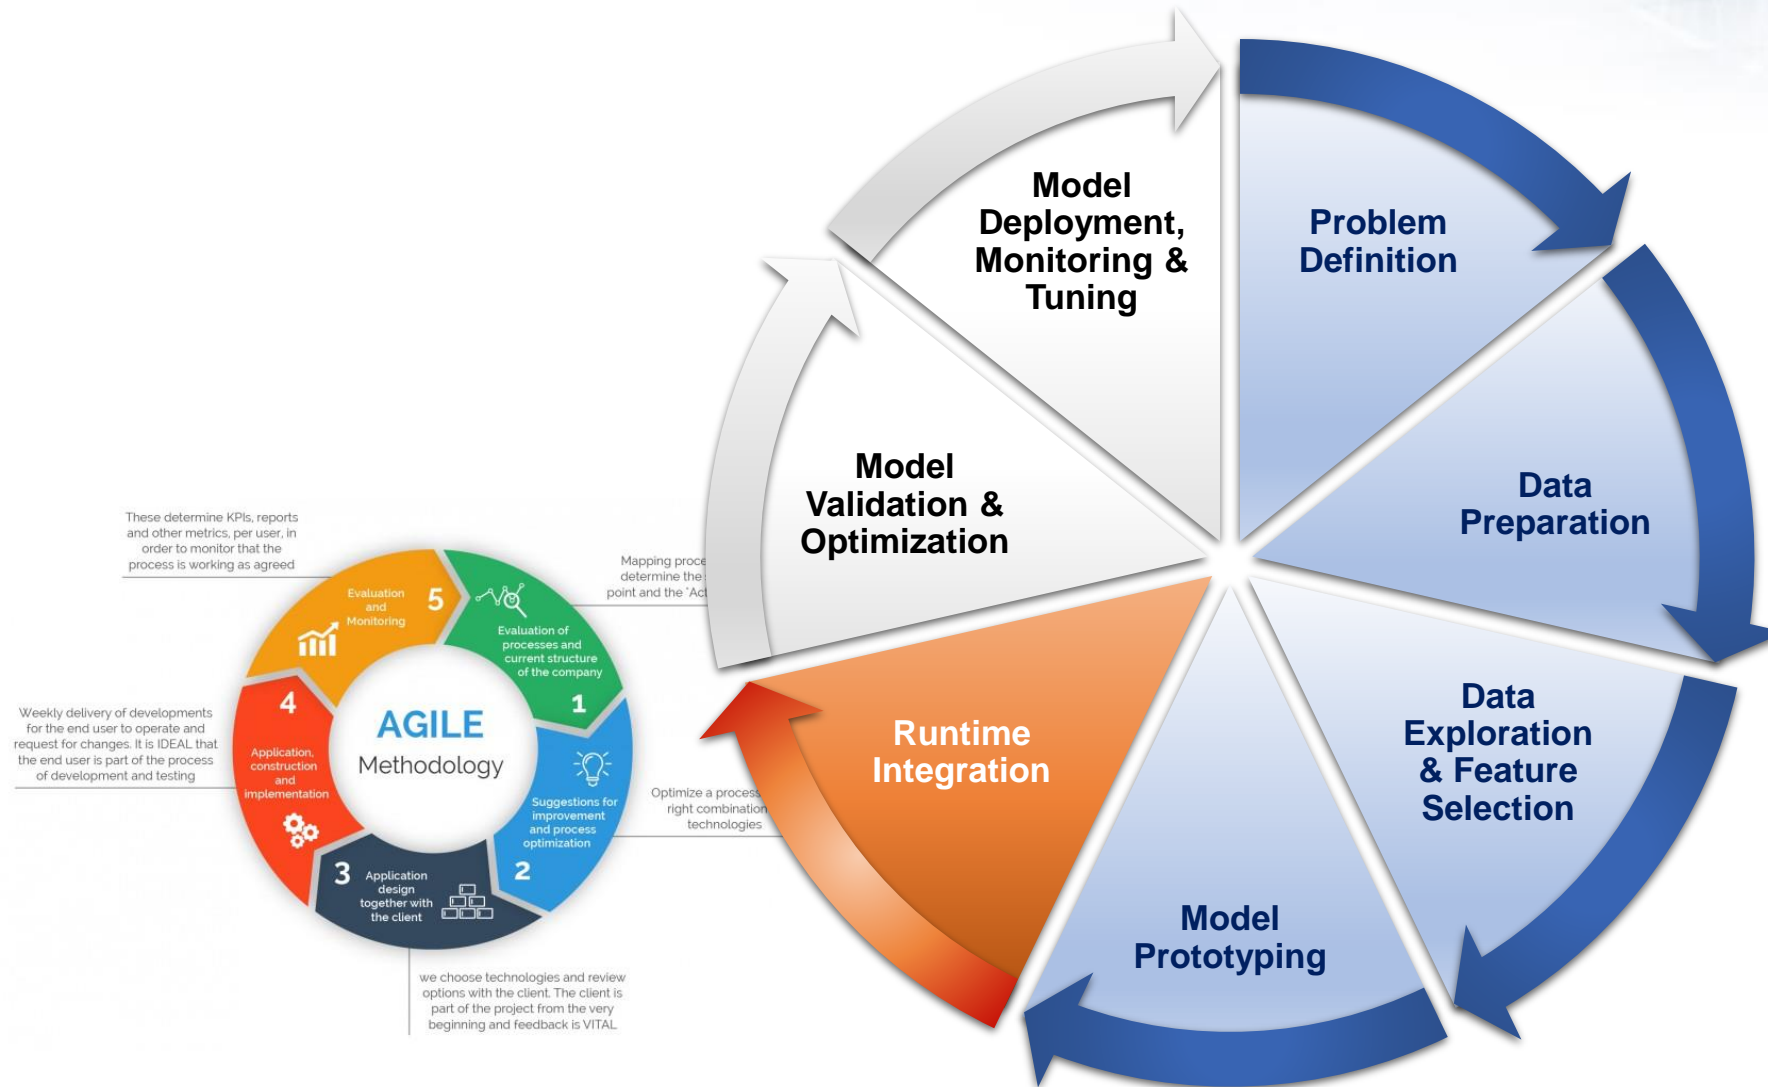 Model
Deployment,
Monitoring &
Tuning
Problem
Definition
Data
Preparation
Data
Exploration
& Feature
Selection
Model
Prototyping
Runtime
Integration
Model
Validation &
Optimization
These determine KPIs, reports
and other metrics, per user, in
order to monitor that the
process is working as agreed
Mapping proce
determine the
point and the "Act
Evaluation
and
Monitoring
5
Evaluation of
processes and
current structure
of the company
1
AGILE
Methodology
4
Application,
construction
and
implementation
Weekly delivery of developments
for the end user to operate and
request for changes. It is IDEAL that
the end user is part of the process
of development and testing
Suggestions for
improvement
and process
optimization
2
Optimize a process
right combination
technologies
3
Application
design
together with
the client
we choose technologies and review
options with the client. The client is
part of the project from the very
beginning and feedback is VITAL